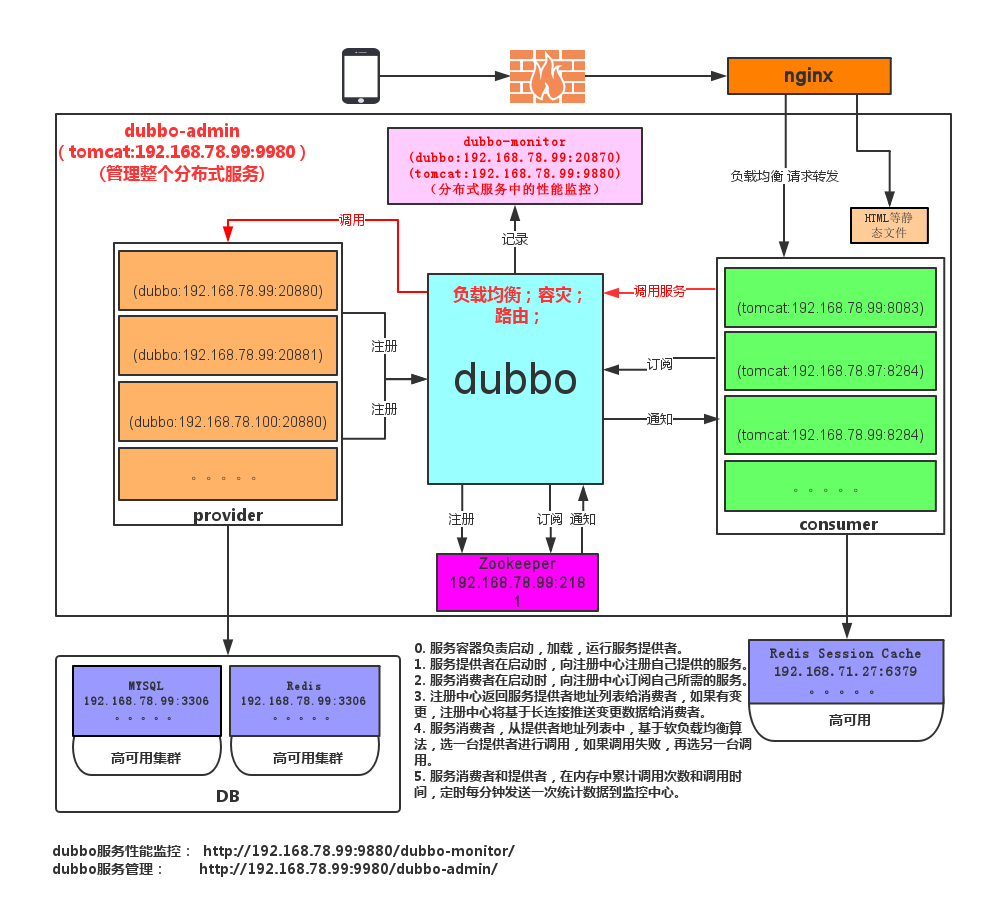 nginx
dubbo-admin
（tomcat:192.168.78.99:9980）
（管理整个分布式服务）
dubbo-monitor
(dubbo:192.168.78.99:20870)
(tomcat:192.168.78.99:9880)
（分布式服务中的性能监控）
负载均衡 请求转发
HTML等静
态文件
调用
记录
(dubbo:192.168.78.99:20880)
(dubbo:192.168.78.99:20881)
(dubbo:192.168.78.100:20880)
。。。。。
provider
注册
注册
负载均衡；容灾；
路由；
dubbo
调用服务
订阅
通知
(tomcat:192.168.78.99:8083)
(tomcat:192.168.78.97:8284)
(tomcat:192.168.78.99:8284)
。。。。。
consumer
注册
订阅
通知
Zookeeper
192.168.78.99:218
1
MYSQL
192.168.78.99:3306
。。。。。
高可用集群
Redis
192.168.78.99:3306
。。。。。
高可用集群
DB
0. 服务容器负责启动，加载，运行服务提供者。
1. 服务提供者在启动时，向注册中心注册自己提供的服务。
2. 服务消费者在启动时，向注册中心订阅自己所需的服务。
3. 注册中心返回服务提供者地址列表给消费者，如果有变
更，注册中心将基于长连接推送变更数据给消费者。
4. 服务消费者，从提供者地址列表中，基于软负载均衡算
法，选一台提供者进行调用，如果调用失败，再选另一台调
用。
5. 服务消费者和提供者，在内存中累计调用次数和调用时
间，定时每分钟发送一次统计数据到监控中心。
Redis Session Cache
192.168.71.27:6379
。。。。。
高可用
dubbo服务性能监控： http://192.168.78.99:9880/dubbo-monitor/
dubbo服务管理： http://192.168.78.99:9980/dubbo-admin/